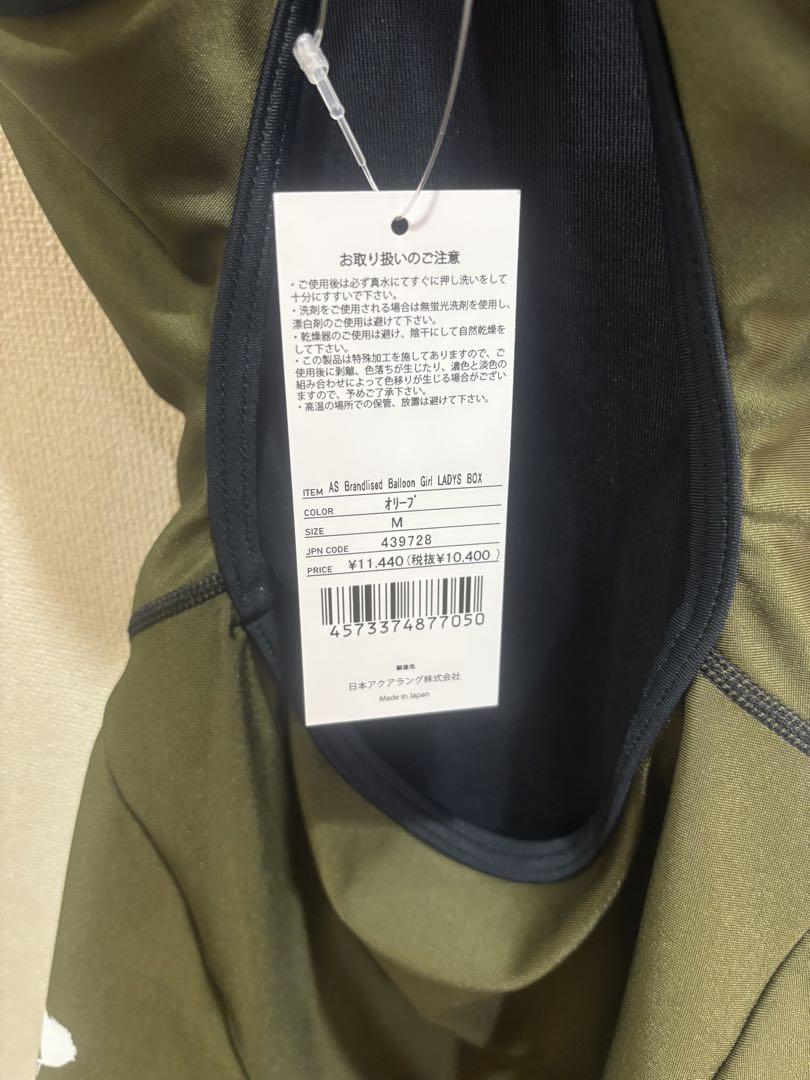 お取り扱いのご注意
・ご使用後は必ず真水にてすぐに押し洗いをして
十分にすすいで下さい。
・洗剤をご使用される場合は無蛍光洗剤を使用し、
漂白剤のご使用は避けて下さい。
・乾燥器のご使用は避け、陰干にして自然乾燥を
して下さい。
・この製品は特殊加工を施してありますので、ご
使用後に剥離、色落ちが生じたり、濃色と淡色の
組み合わせによって色移りが生じる場合がござい
ますので、予めご了承下さい。
・高温の場所での保管、放置は避けて下さい。
ITEM AS Brandlised Balloon Girl LADYS BOX
COLOR オリーブ
SIZE M
JPN CODE 439728
PRICE ¥11,440(税抜¥10,400 )
4573374877050
製造元
日本アクアラング株式会社
Made in Japan